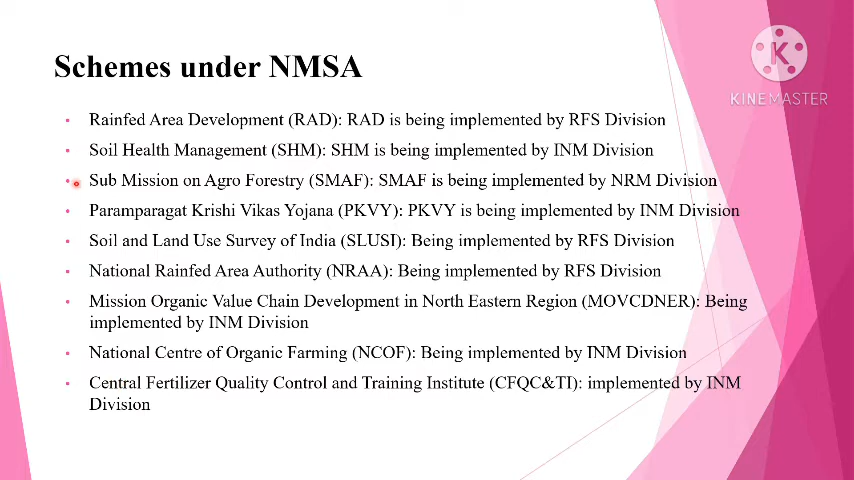 Schemes under NMSA
KINEMASTER
Rainfed Area Development (RAD): RAD is being implemented by RFS Division
Soil Health Management (SHM): SHM is being implemented by INM Division
Sub Mission on Agro Forestry (SMAF): SMAF is being implemented by NRM Division
Paramparagat Krishi Vikas Yojana (PKVY): PKVY is being implemented by INM Division
Soil and Land Use Survey of India (SLUSI): Being implemented by RFS Division
National Rainfed Area Authority (NRAA): Being implemented by RFS Division
Mission Organic Value Chain Development in North Eastern Region (MOVCDNER): Being
implemented by INM Division
National Centre of Organic Farming (NCOF): Being implemented by INM Division
Central Fertilizer Quality Control and Training Institute (CFQC&TI): implemented by INM
Division